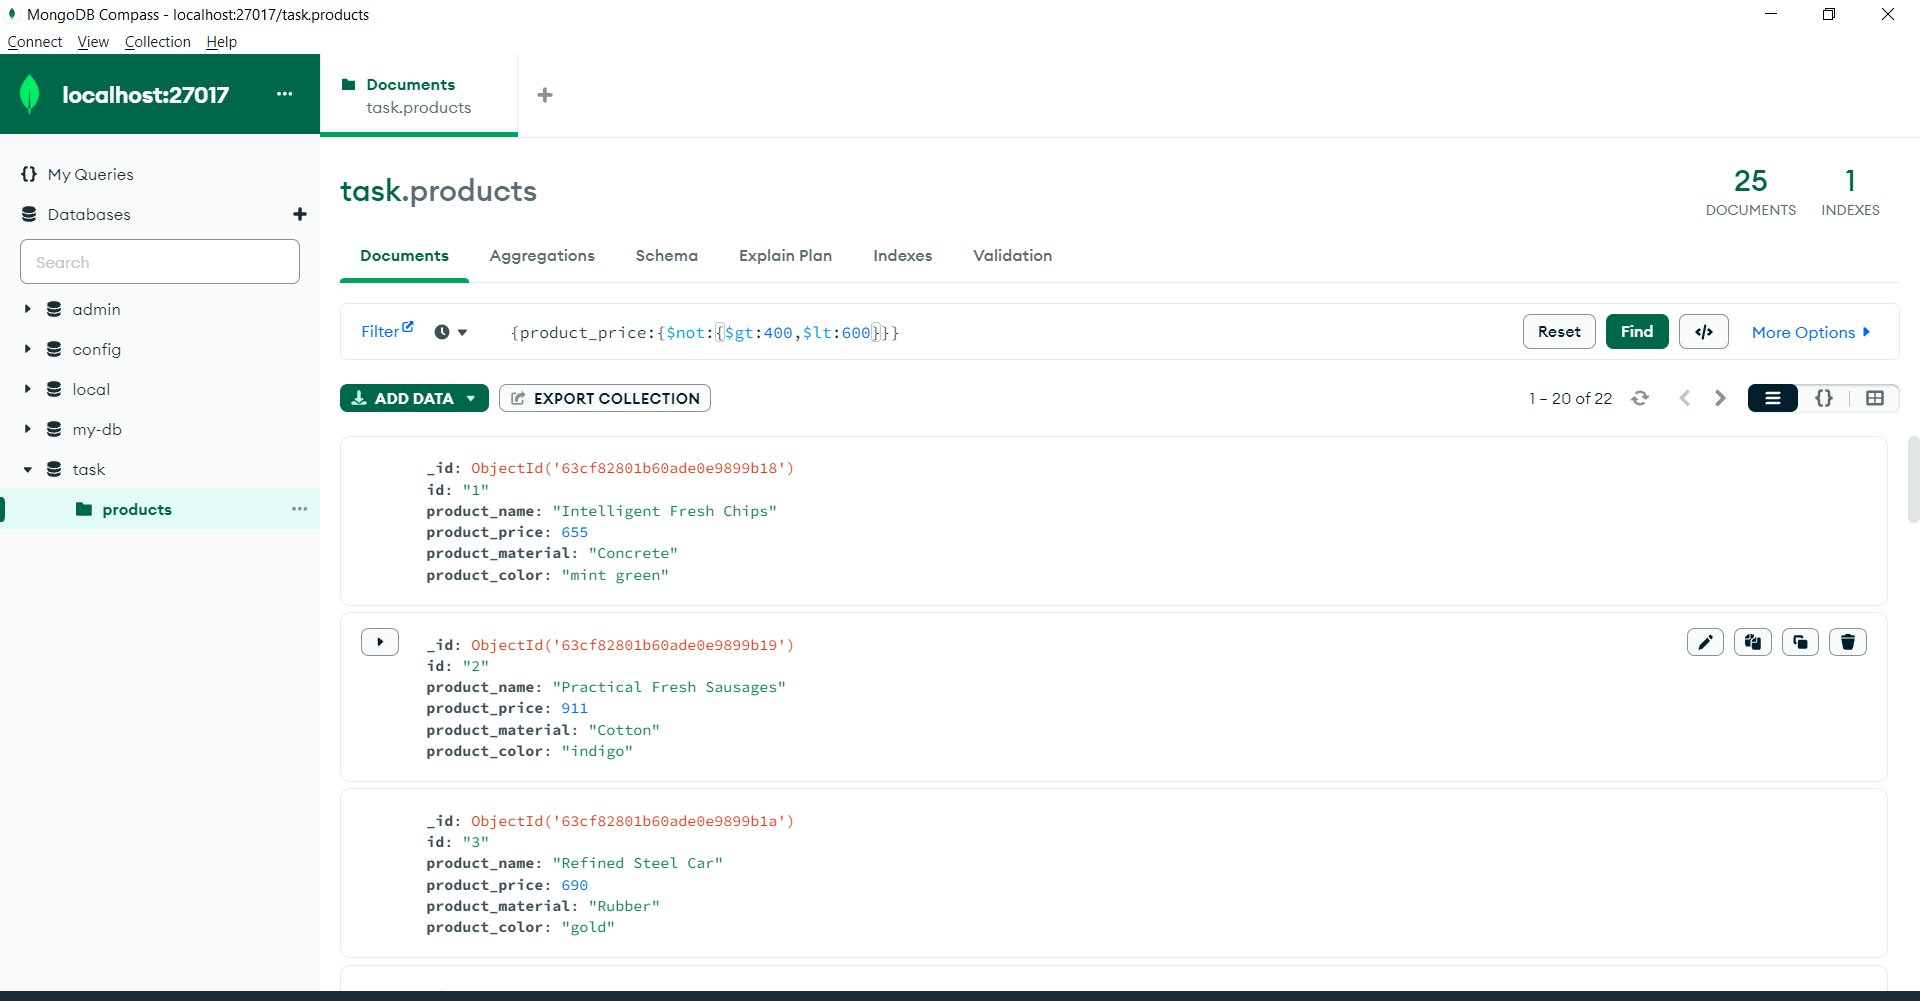 MongoDB Compass - localhost:27017/task.products
Connect View Collection Help
localhost:27017 ...
Documents
task.products
+
{} My Queries
Databases +
Search
admin
config
local
my-db
task
products ...
task.products
25
DOCUMENTS
1
INDEXES
Documents Aggregations Schema Explain Plan Indexes Validation
Filter {product_price:{$not:{$gt:400,$lt:600}}} Reset Find </> More Options
ADD DATA EXPORT COLLECTION 1 – 20 of 22 {}
_id: ObjectId('63cf82801b60ade0e9899b18')
id: "1"
product_name: "Intelligent Fresh Chips"
product_price: 655
product_material: "Concrete"
product_color: "mint green"
_id: ObjectId('63cf82801b60ade0e9899b19')
id: "2"
product_name: "Practical Fresh Sausages"
product_price: 911
product_material: "Cotton"
product_color: "indigo"
_id: ObjectId('63cf82801b60ade0e9899b1a')
id: "3"
product_name: "Refined Steel Car"
product_price: 690
product_material: "Rubber"
product_color: "gold"